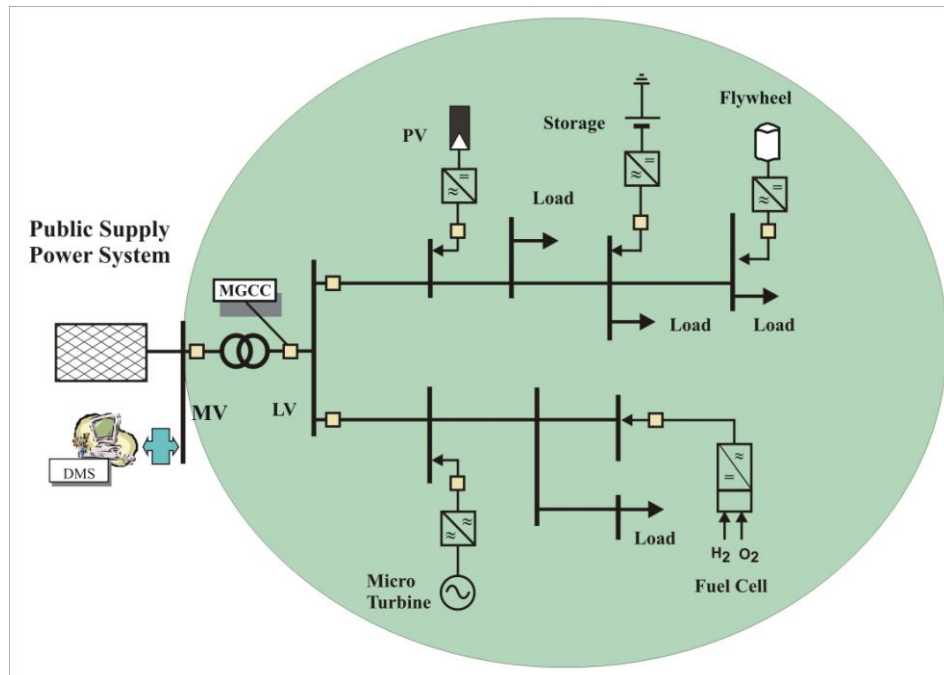 Flywheel
Storage
PV
Load
Public Supply
Power System
MGCC
Load
Load
MV
LV
DMS
Load
H2 O2
Micro
Turbine
Fuel Cell